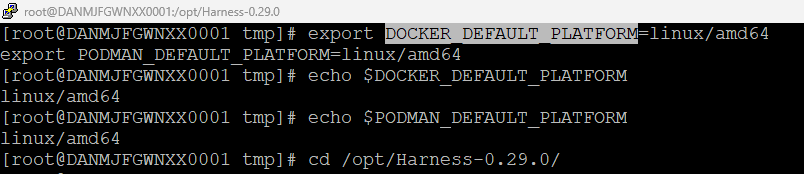 root@DANMJFGWNXX0001:/opt/Harness-0.29.0
[root@DANMJFGWNXX0001 tmp]# export DOCKER_DEFAULT_PLATFORM=linux/amd64
export PODMAN_DEFAULT_PLATFORM=linux/amd64
[root@DANMJFGWNXX0001 tmp]# echo $DOCKER_DEFAULT_PLATFORM
linux/amd64
[root@DANMJFGWNXX0001 tmp]# echo $PODMAN_DEFAULT_PLATFORM
linux/amd64
[root@DANMJFGWNXX0001 tmp]# cd /opt/Harness-0.29.0/